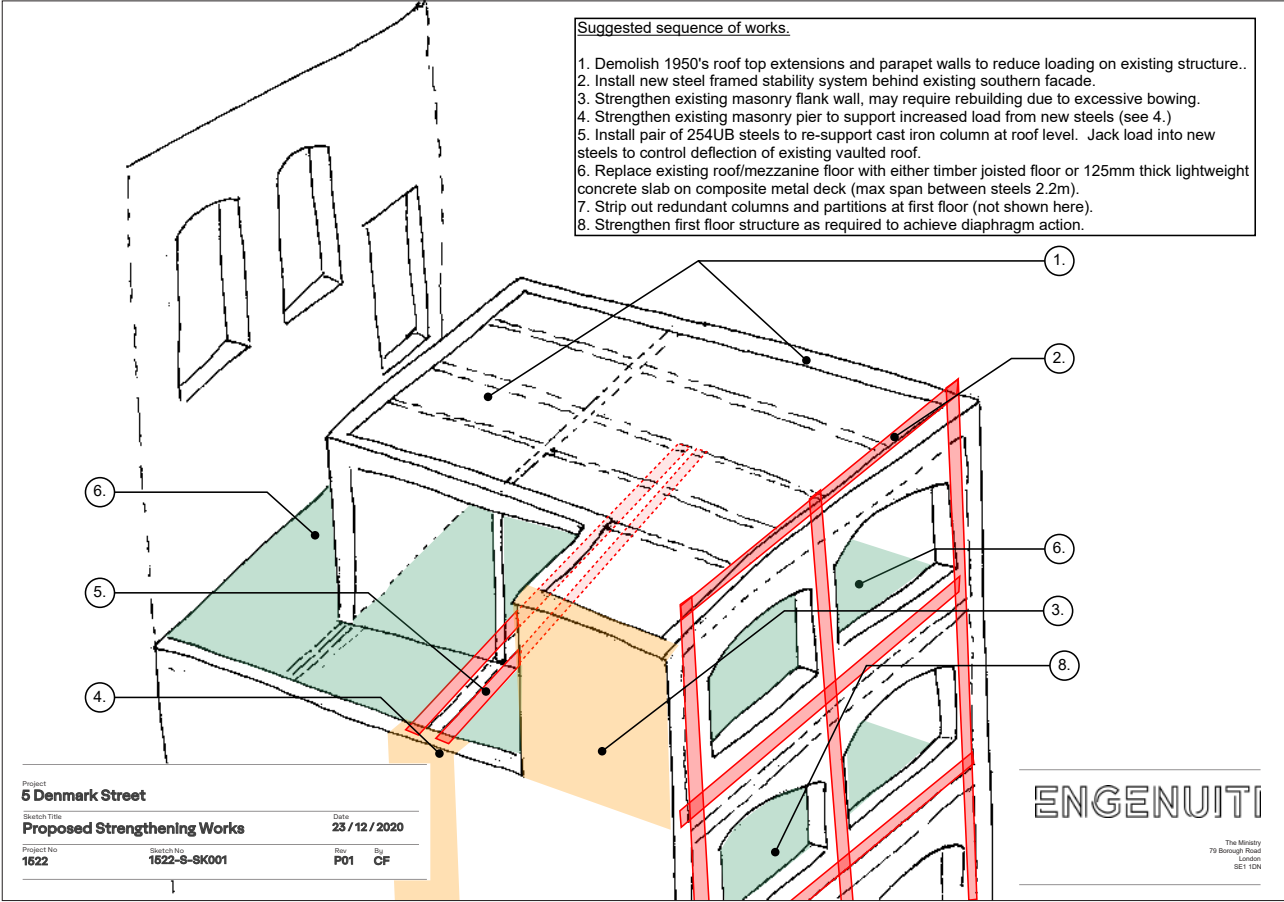 Suggested sequence of works.
1. Demolish 1950's roof top extensions and parapet walls to reduce loading on existing structure..
2. Install new steel framed stability system behind existing southern facade.
3. Strengthen existing masonry flank wall, may require rebuilding due to excessive bowing.
4. Strengthen existing masonry pier to support increased load from new steels (see 4.)
5. Install pair of 254UB steels to re-support cast iron column at roof level.  Jack load into new
steels to control deflection of existing vaulted roof.
6. Replace existing roof/mezzanine floor with either timber joisted floor or 125mm thick lightweight
concrete slab on composite metal deck (max span between steels 2.2m).
7. Strip out redundant columns and partitions at first floor (not shown here).
8. Strengthen first floor structure as required to achieve diaphragm action.
1.
2.
6.
6.
5.
3.
8.
4.
Project
5 Denmark Street
Sketch Title
Proposed Strengthening Works
Date
23 / 12 / 2020
Project No
1522
Sketch No
1522-S-SK001
Rev
P01
By
CF
ENGENUITI
The Ministry
79 Borough Road
London
SE1 1DN